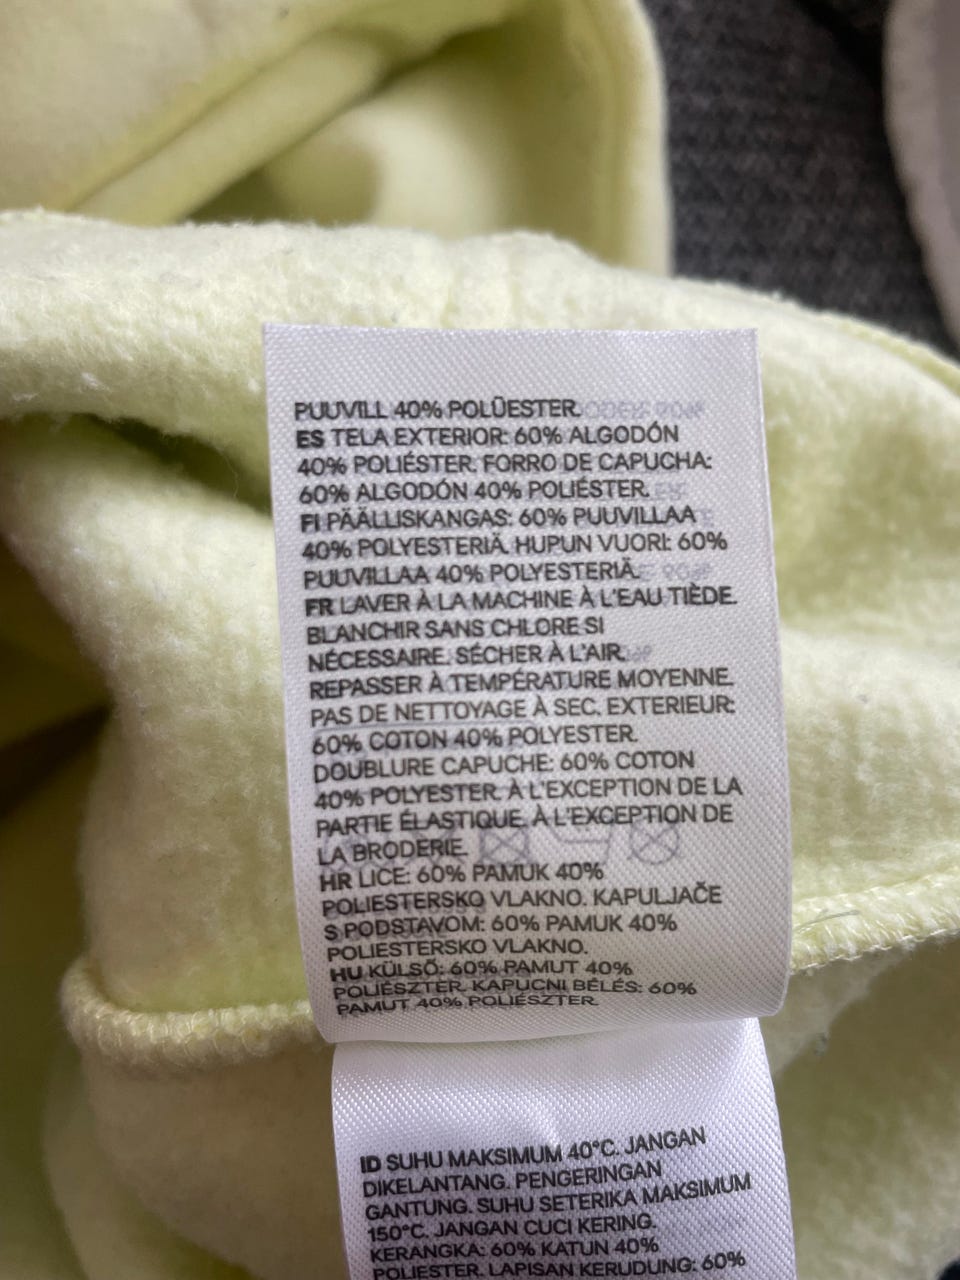 PUUVILL 40% POLÜESTER.
ES TELA EXTERIOR: 60% ALGODÓN
40% POLIÉSTER. FORRO DE CAPUCHA:
60% ALGODÓN 40% POLIÉSTER.
FI PÄÄLLISKANGAS: 60% PUUVILLAA
40% POLYESTERIÄ. HUPUN VUORI: 60%
PUUVILLAA 40% POLYESTERIÄ.
FR LAVER À LA MACHINE À L'EAU TIÈDE.
BLANCHIR SANS CHLORE SI
NÉCESSAIRE. SÉCHER À L'AIR.
REPASSER À TEMPÉRATURE MOYENNE.
PAS DE NETTOYAGE À SEC. EXTERIEUR:
60% COTON 40% POLYESTER.
DOUBLURE CAPUCHE: 60% COTON
40% POLYESTER. À L'EXCEPTION DE LA
PARTIE ÉLASTIQUE. À L'EXCEPTION DE
LA BRODERIE.
HR LICE: 60% PAMUK 40%
POLIESTERSKO VLAKNO. KAPULJAČE
S PODSTAVOM: 60% PAMUK 40%
POLIESTERSKO VLAKNO.
HU KÜLSŐ: 60% PAMUT 40%
POLIÉSZTER. KAPUCNI BÉLÉS: 60%
PAMUT 40% POLIÉSZTER.
ID SUHU MAKSIMUM 40°C. JANGAN
DIKELANTANG. PENGERINGAN
GANTUNG. SUHU SETERIKA MAKSIMUM
150°C. JANGAN CUCI KERING.
KERANGKA: 60% KATUN 40%
POLIESTER. LAPISAN KERUDUNG: 60%